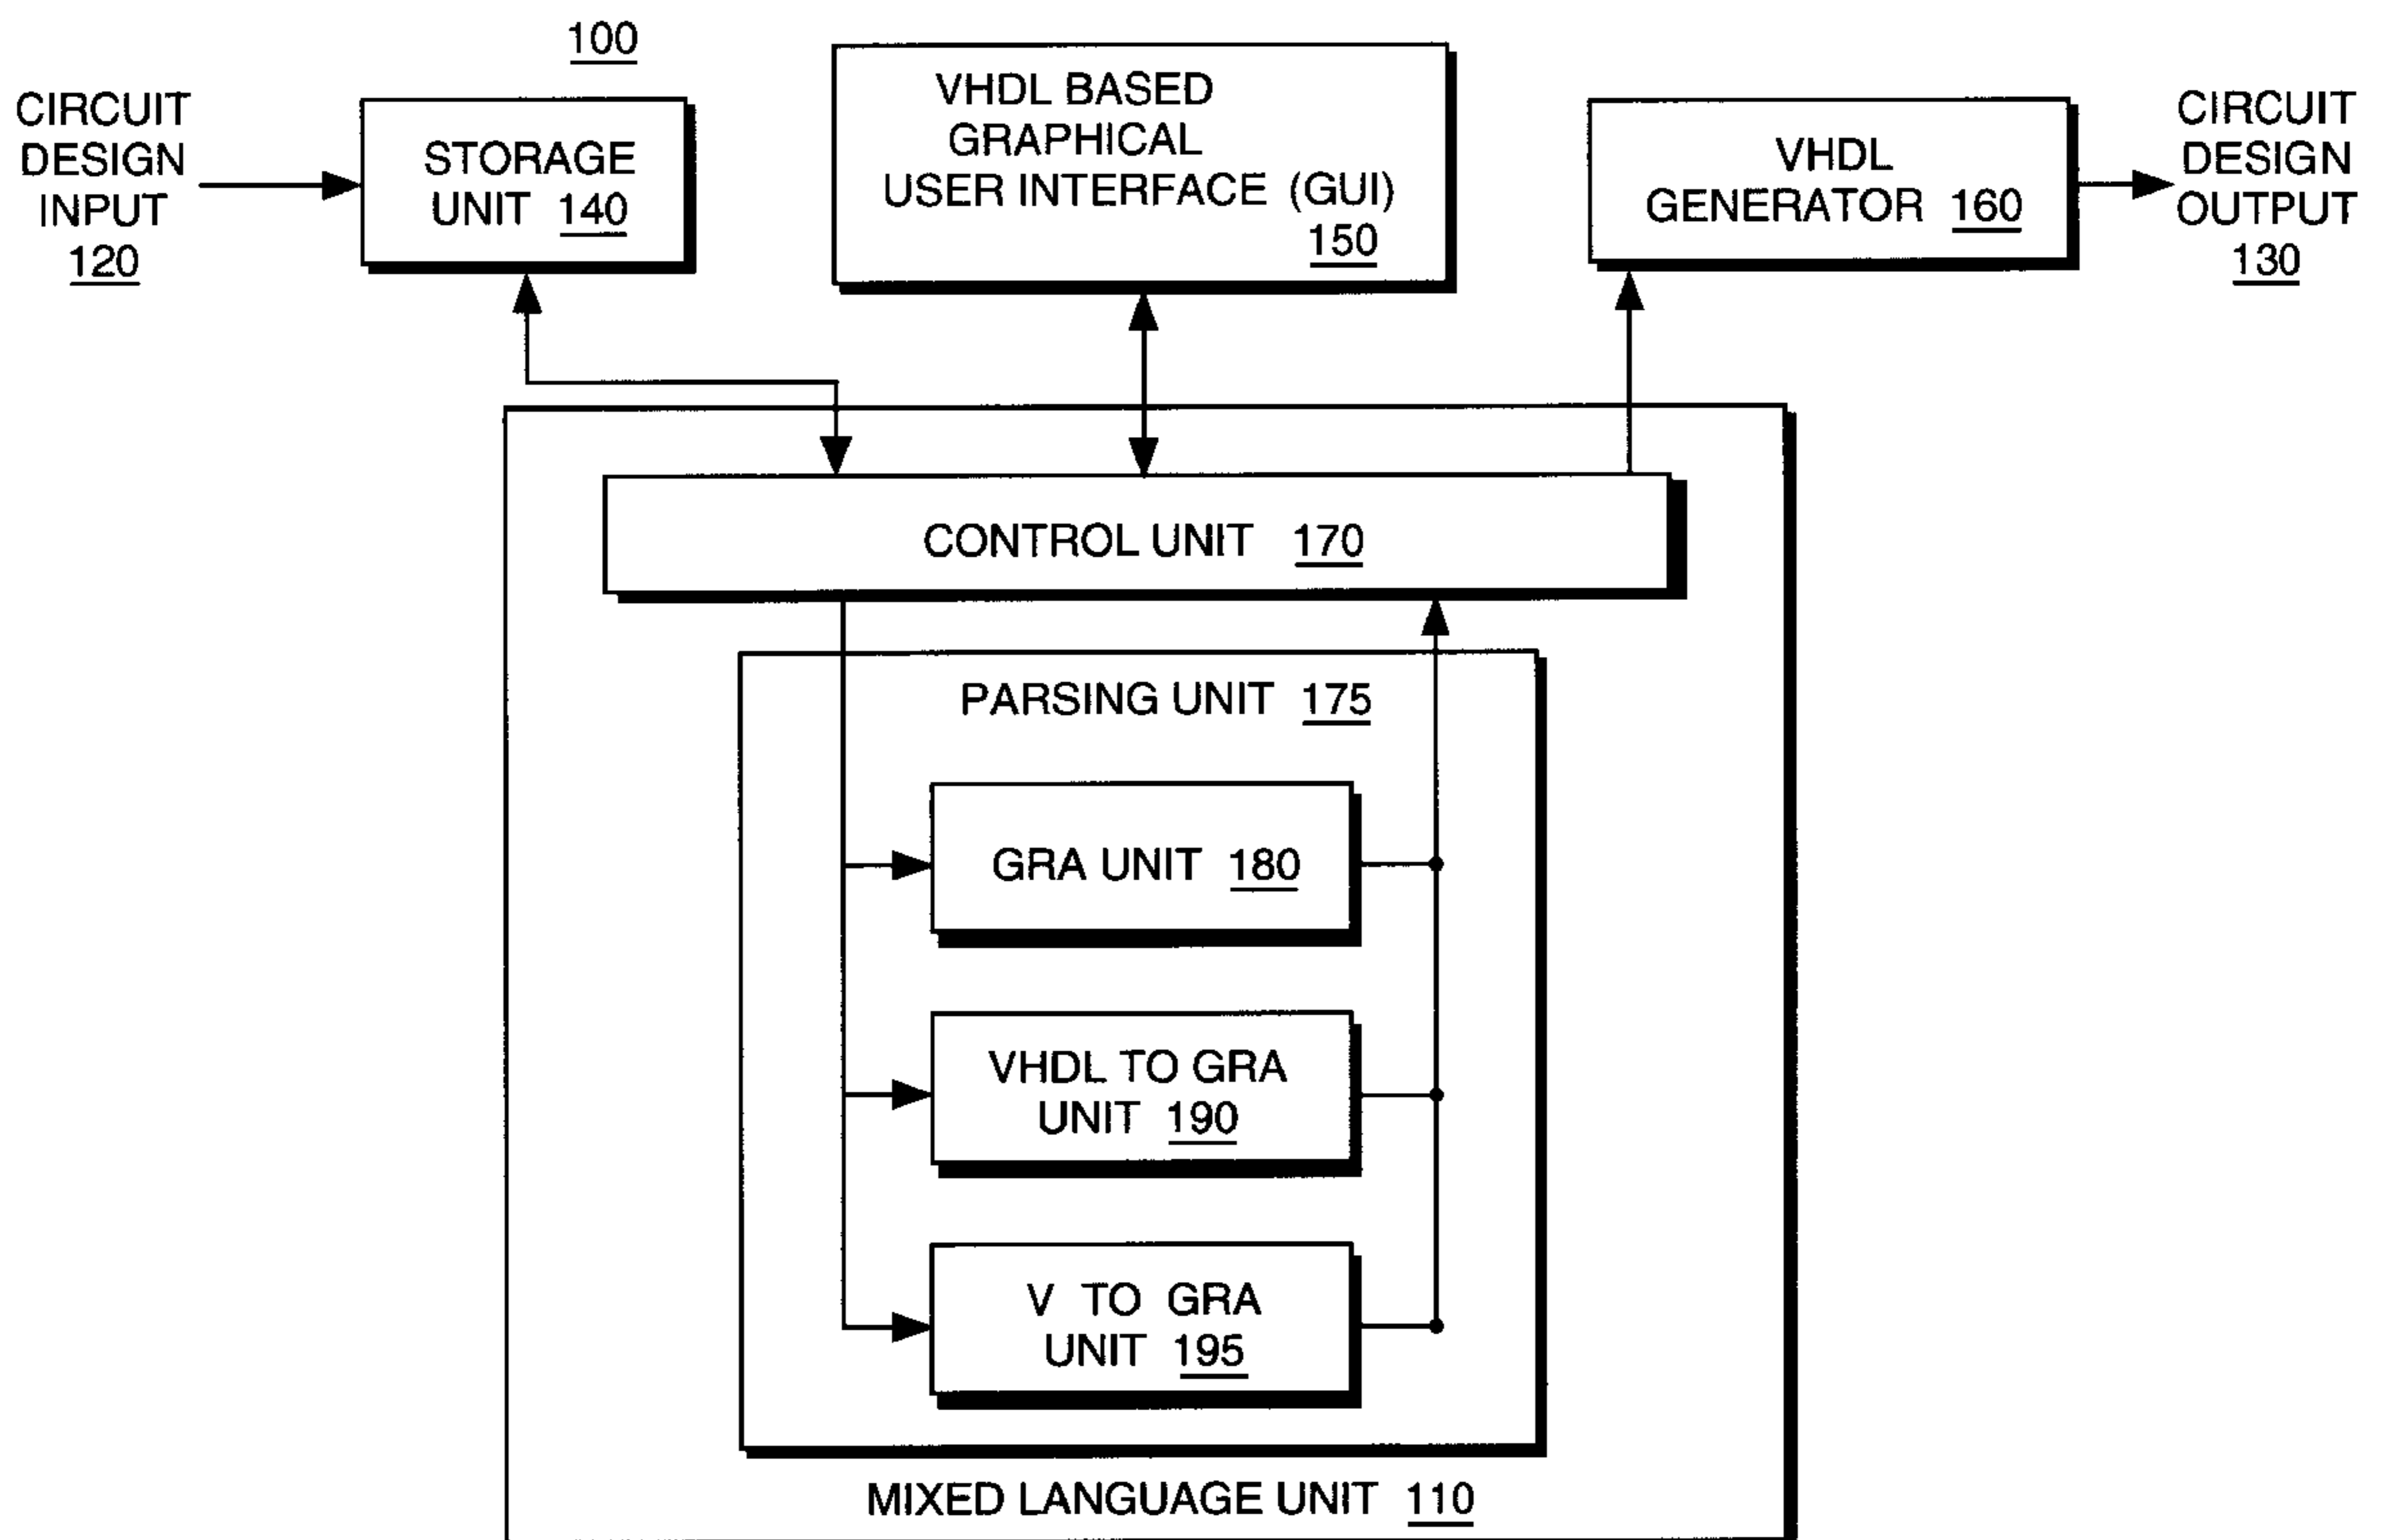 100
CIRCUIT
DESIGN
INPUT
120
STORAGE
UNIT 140
VHDL BASED
GRAPHICAL
USER INTERFACE (GUI)
150
VHDL
GENERATOR 160
CIRCUIT
DESIGN
OUTPUT
130
CONTROL UNIT 170
PARSING UNIT 175
GRA UNIT 180
VHDL TO GRA
UNIT 190
V TO GRA
UNIT 195
MIXED LANGUAGE UNIT 110